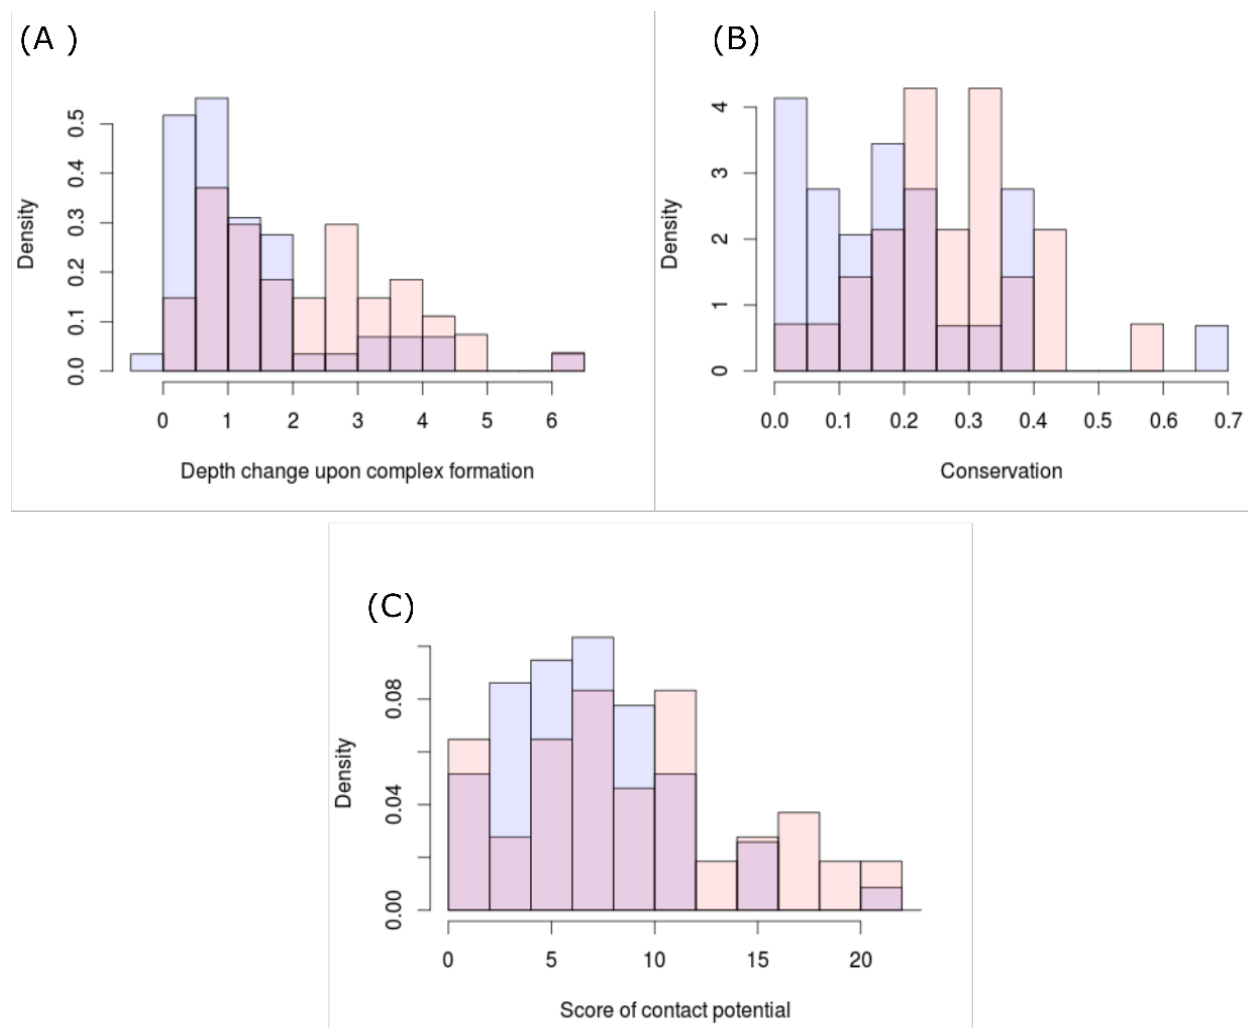 (A )
Density
0.0 0.1 0.2 0.3 0.4 0.5
0 1 2 3 4 5 6
Depth change upon complex formation
(B)
Density
0 1 2 3 4
0.0 0.1 0.2 0.3 0.4 0.5 0.6 0.7
Conservation
(C)
Density
0.00 0.04 0.08
0 5 10 15 20
Score of contact potential